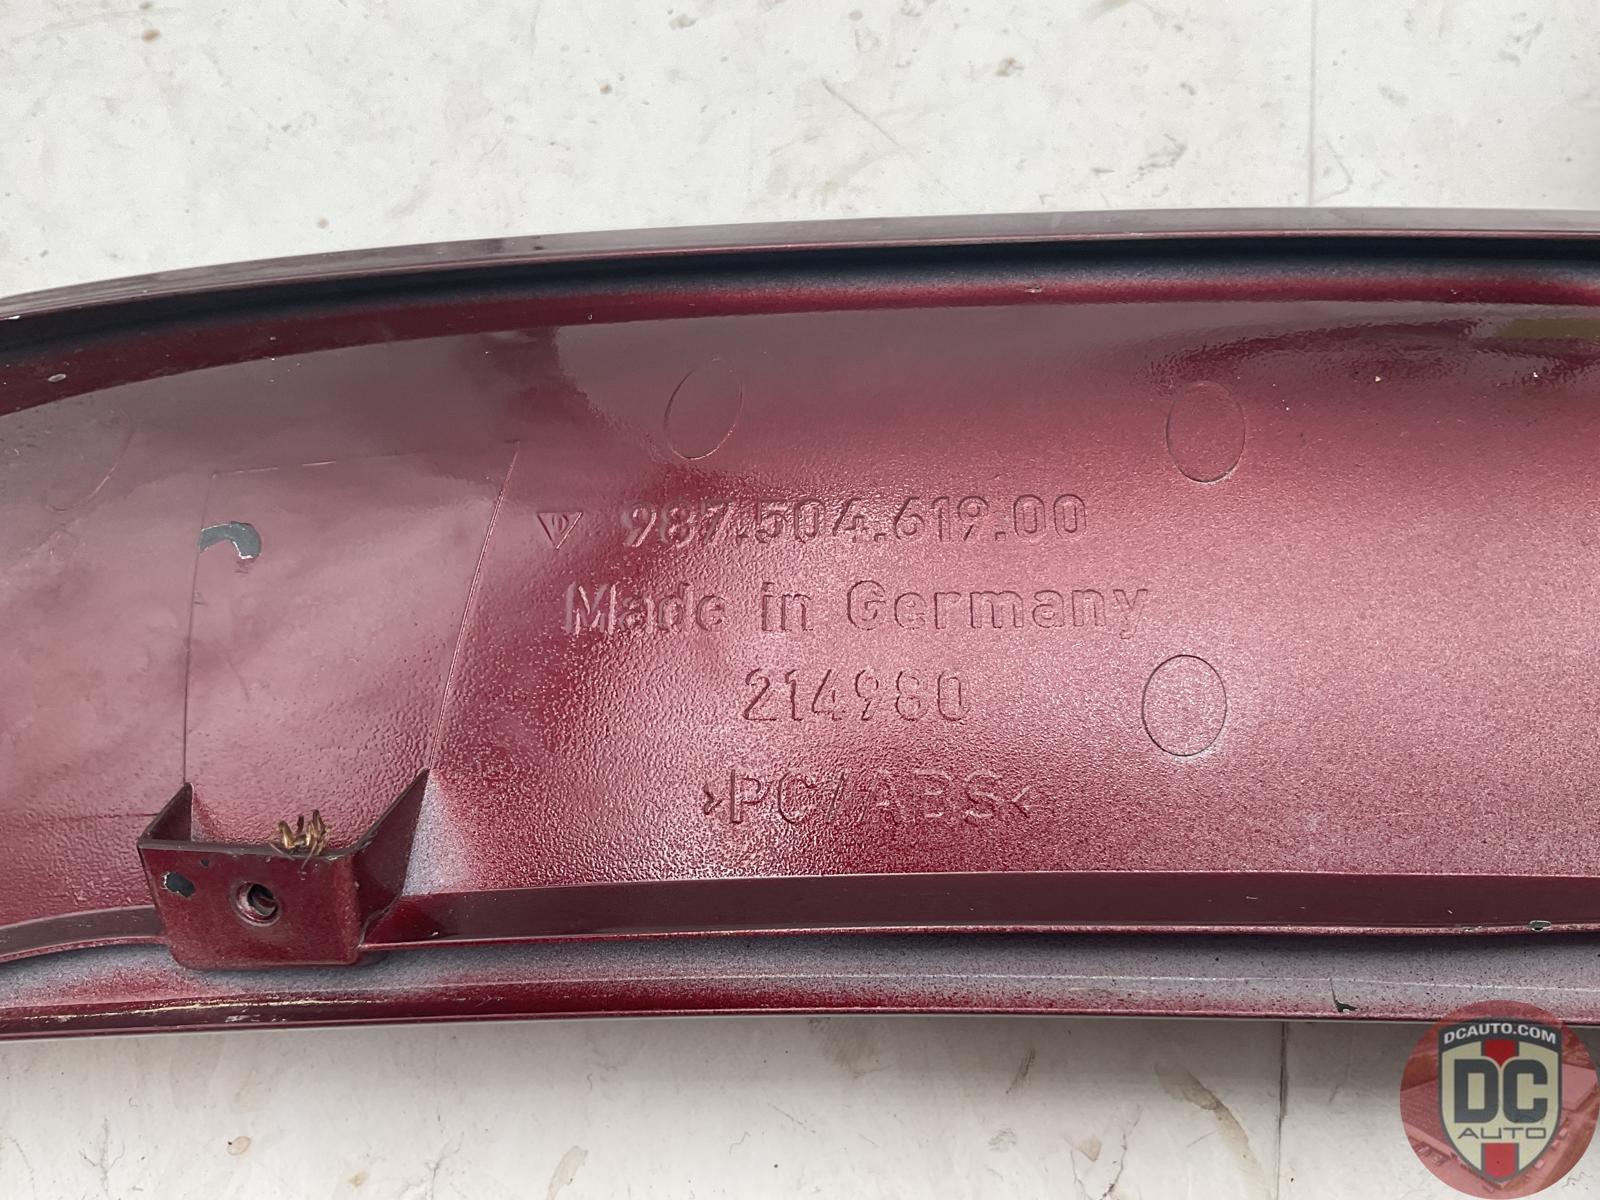 987.504.619.00
Made in Germany
214980
>PC/ABS<
DCAUTO.COM
DC
AUTO